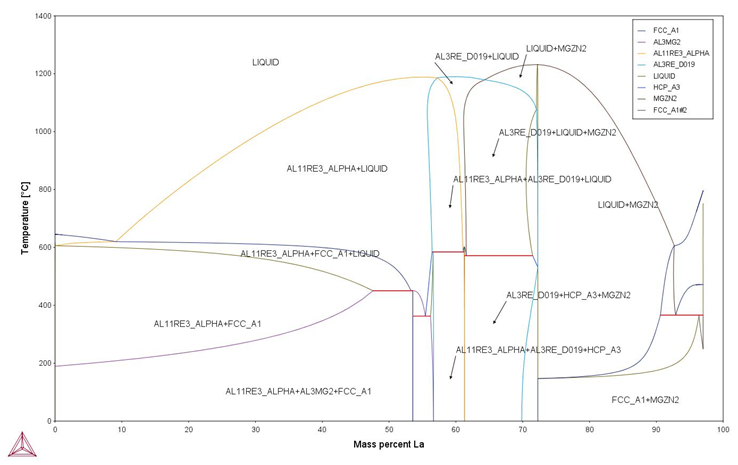 1400
1200
1000
800
600
400
200
0
Temperature [°C]
0
10
20
30
40
50
60
70
80
90
100
Mass percent La
LIQUID
AL3RE_D019+LIQUID
LIQUID+MGZN2
AL3RE_D019+LIQUID+MGZN2
AL11RE3_ALPHA+LIQUID
AL11RE3_ALPHA+AL3RE_D019+LIQUID
LIQUID+MGZN2
AL11RE3_ALPHA+FCC_A1+LIQUID
AL3RE_D019+HCP_A3+MGZN2
AL11RE3_ALPHA+FCC_A1
AL11RE3_ALPHA+AL3RE_D019+HCP_A3
AL11RE3_ALPHA+AL3MG2+FCC_A1
FCC_A1+MGZN2
FCC_A1
AL3MG2
AL11RE3_ALPHA
AL3RE_D019
LIQUID
HCP_A3
MGZN2
FCC_A1#2